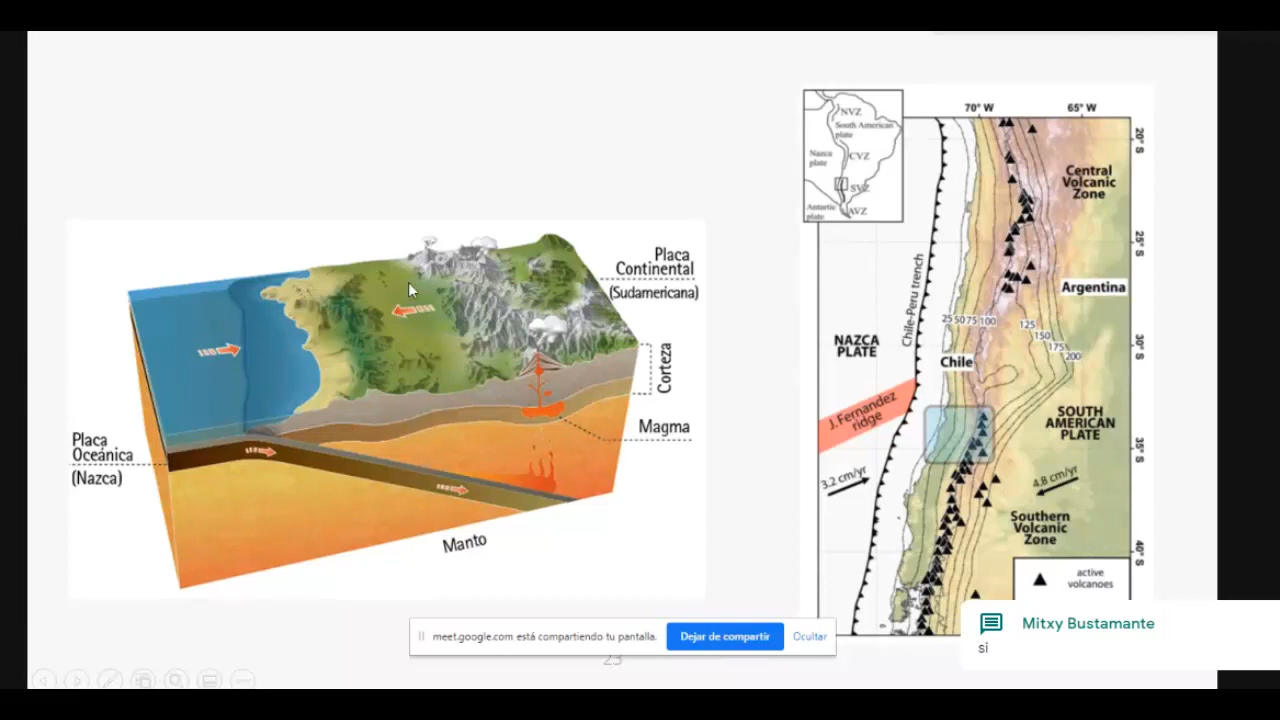 Placa
Continental
(Sudamericana)
Corteza
Magma
Placa
Oceánica
(Nazca)
Manto
NVZ
South American
plate
Nazca
plate
CVZ
SVZ
Antartic
plate
AVZ
70° W
65° W
20° S
25° S
30° S
35° S
40° S
Central
Volcanic
Zone
Argentina
Chile-Peru trench
NAZCA
PLATE
Chile
25 50 75 100
125
150
175
200
J. Fernandez
ridge
SOUTH
AMERICAN
PLATE
3.2 cm/yr
4.8 cm/yr
Southern
Volcanic
Zone
active
volcanoes
meet.google.com está compartiendo tu pantalla.
Dejar de compartir
Ocultar
23
Mitxy Bustamante
si